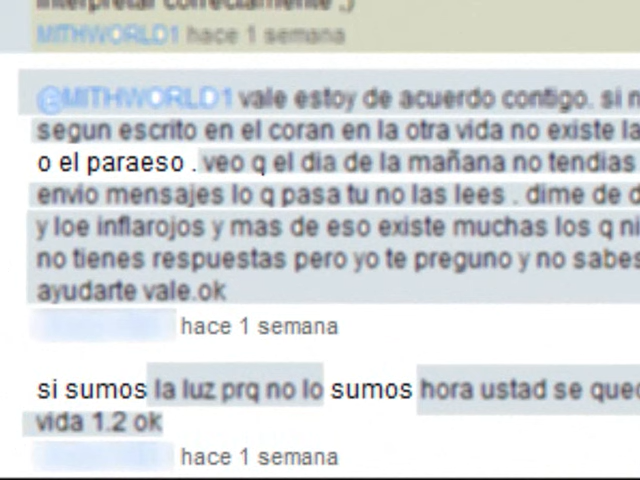 interpretar correctamente ;)
MITHWORLD1 hace 1 semana
@MITHWORLD1 vale estoy de acuerdo contigo. si
segun escrito en el coran en la otra vida no existe la
o el paraeso . veo q el dia de la mañana no tendias
envio mensajes lo q pasa tu no las lees . dime de d
y loe inflarojos y mas de eso existe muchas los q ni
no tienes respuestas pero yo te preguno y no sabes
ayudarte vale.ok
hace 1 semana
si sumos la luz prq no lo sumos hora ustad se que
vida 1.2 ok
hace 1 semana